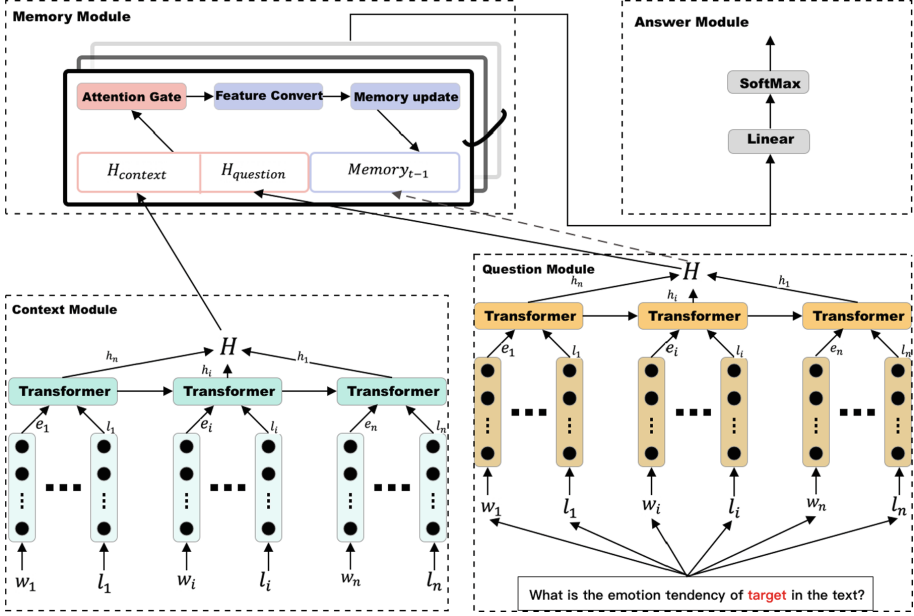 Memory Module
Attention Gate
Feature Convert
Memory update
H_context
H_question
Memory_{t−1}
Answer Module
SoftMax
Linear
Context Module
H
h_n
h_i
h_1
Transformer
Transformer
Transformer
e_1
l_1
e_i
l_i
e_n
l_n
w_1
l_1
w_i
l_i
w_n
l_n
Question Module
H
h_n
h_i
h_1
Transformer
Transformer
Transformer
e_1
l_1
e_i
l_i
e_n
l_n
w_1
l_1
w_i
l_i
w_n
l_n
What is the emotion tendency of target in the text?